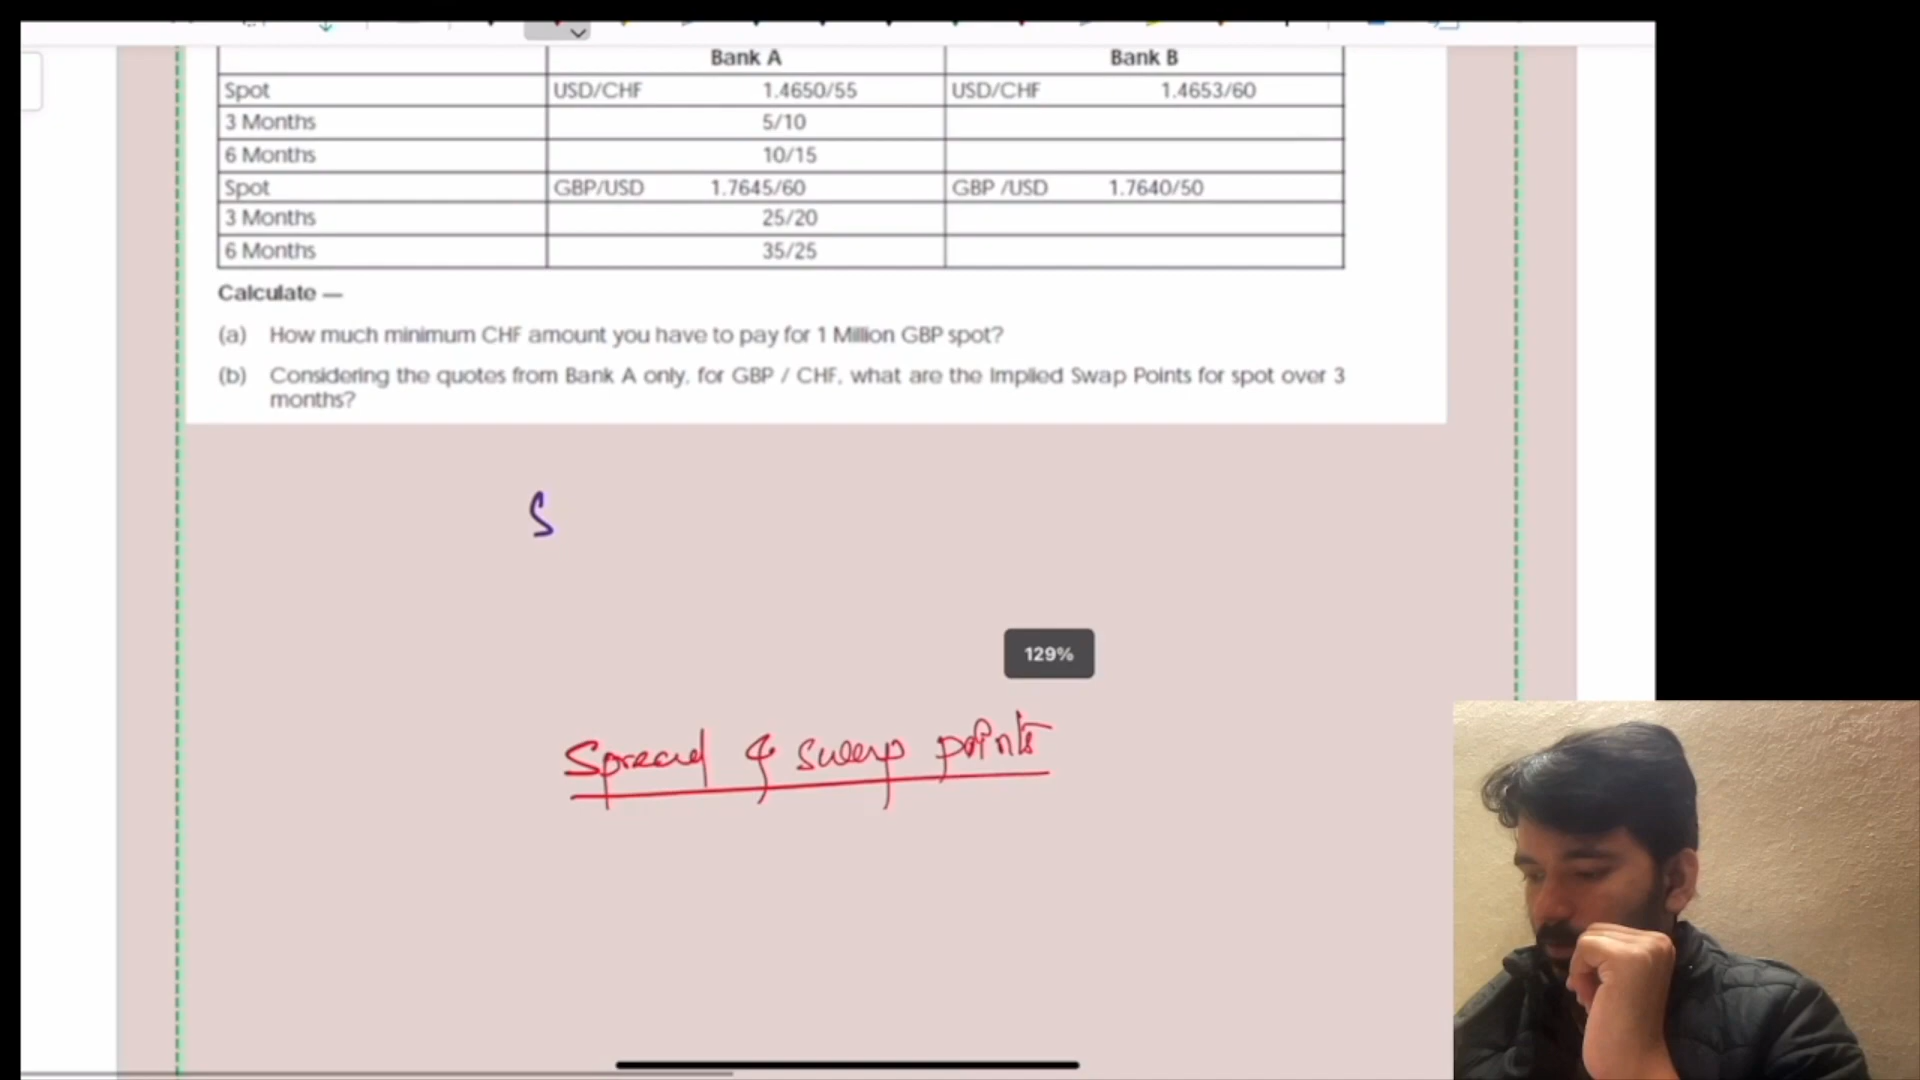 Bank A Bank B
Spot USD/CHF 1.4650/55 USD/CHF 1.4653/60
3 Months 5/10
6 Months 10/15
Spot GBP/USD 1.7645/60 GBP /USD 1.7640/50
3 Months 25/20
6 Months 35/25
Calculate —
(a) How much minimum CHF amount you have to pay for 1 Million GBP spot?
(b) Considering the quotes from Bank A only, for GBP / CHF, what are the Implied Swap Points for spot over 3
months?
S
129%
Spread & swap points